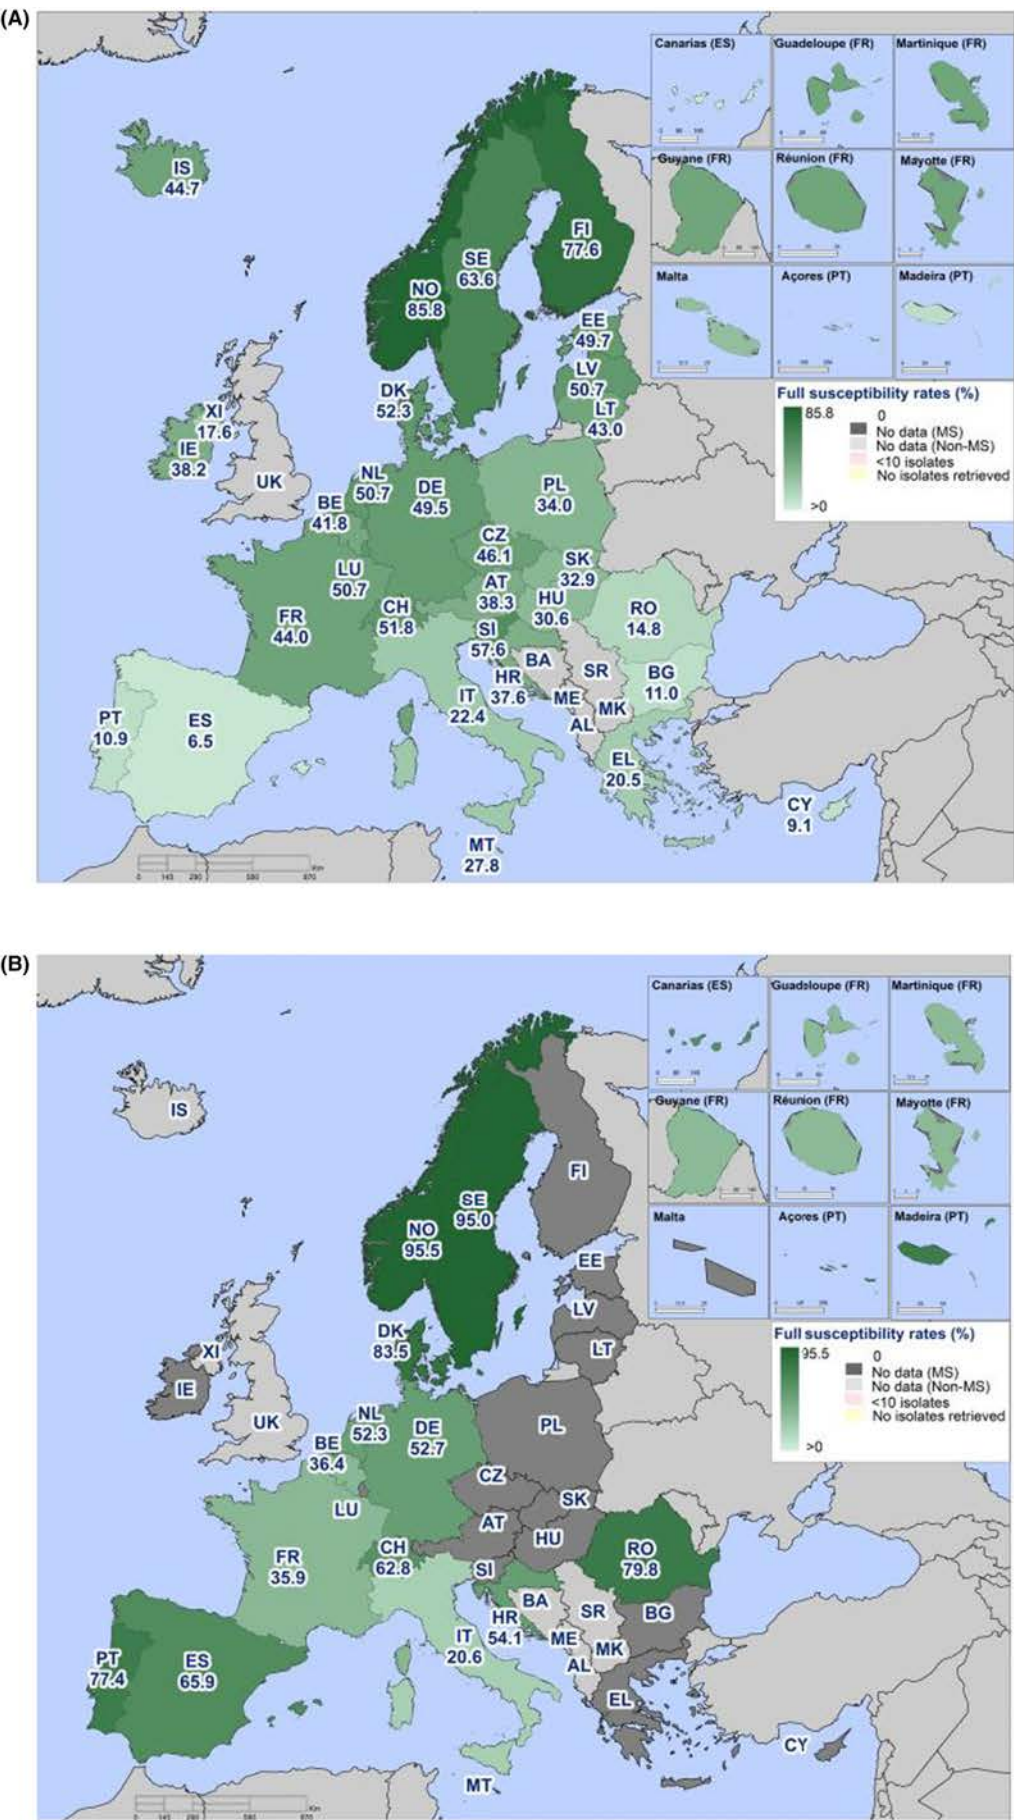 (A)
Canarias (ES)
Guadeloupe (FR)
Martinique (FR)
Guyane (FR)
Réunion (FR)
Mayotte (FR)
Malta
Açores (PT)
Madeira (PT)
IS
44.7
FI
77.6
SE
63.6
NO
85.8
EE
49.7
LV
50.7
LT
43.0
DK
52.3
XI
17.6
IE
38.2
UK
NL
50.7
DE
49.5
PL
34.0
BE
41.8
CZ
46.1
SK
32.9
LU
50.7
AT
38.3
HU
30.6
CH
51.8
FR
44.0
RO
14.8
SI
57.6
BA
SR
HR
37.6
BG
11.0
ME
MK
AL
IT
22.4
PT
10.9
ES
6.5
EL
20.5
CY
9.1
MT
27.8
Full susceptibility rates (%)
85.8
>0
0
No data (MS)
No data (Non-MS)
<10 isolates
No isolates retrieved
Km
(B)
Canarias (ES)
Guadeloupe (FR)
Martinique (FR)
Guyane (FR)
Réunion (FR)
Mayotte (FR)
Malta
Açores (PT)
Madeira (PT)
IS
FI
SE
95.0
NO
95.5
EE
LV
LT
DK
83.5
XI
IE
UK
NL
52.3
DE
52.7
PL
BE
36.4
CZ
SK
LU
AT
HU
CH
62.8
FR
35.9
RO
79.8
SI
BA
SR
HR
54.1
BG
ME
MK
AL
IT
20.6
PT
77.4
ES
65.9
EL
CY
MT
Full susceptibility rates (%)
95.5
>0
0
No data (MS)
No data (Non-MS)
<10 isolates
No isolates retrieved
Km